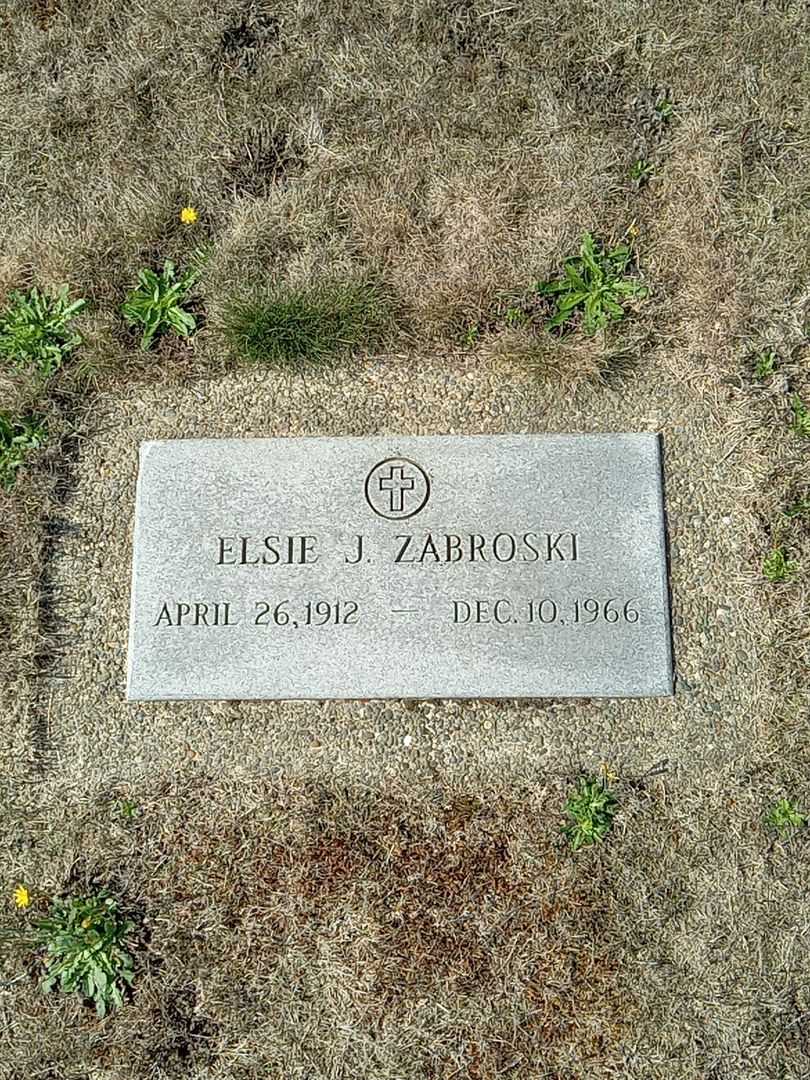 ELSIE J. ZABROSKI
APRIL 26, 1912 — DEC. 10, 1966